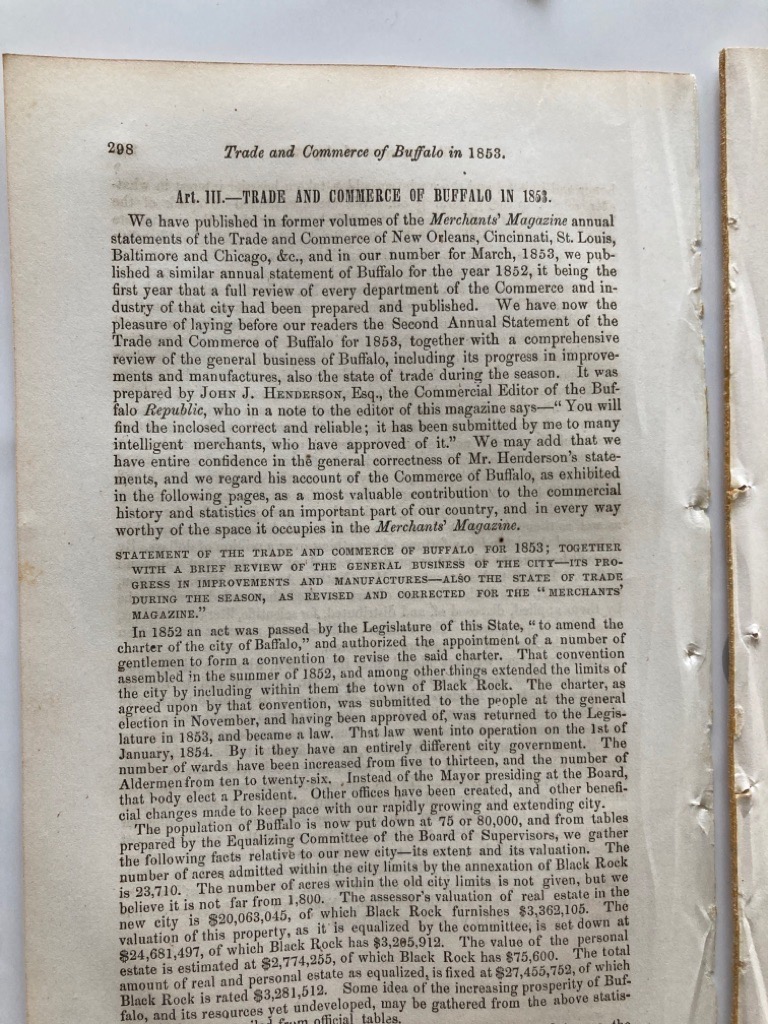 298
Trade and Commerce of Buffalo in 1853.
Art. III.—TRADE AND COMMERCE OF BUFFALO IN 1853.
We have published in former volumes of the Merchants' Magazine annual
statements of the Trade and Commerce of New Orleans, Cincinnati, St. Louis,
Baltimore and Chicago, &c., and in our number for March, 1853, we pub-
lished a similar annual statement of Buffalo for the year 1852, it being the
first year that a full review of every department of the Commerce and in-
dustry of that city had been prepared and published. We have now the
pleasure of laying before our readers the Second Annual Statement of the
Trade and Commerce of Buffalo for 1853, together with a comprehensive
review of the general business of Buffalo, including its progress in improve-
ments and manufactures, also the state of trade during the season. It was
prepared by JOHN J. HENDERSON, Esq., the Commercial Editor of the Buf-
falo Republic, who in a note to the editor of this magazine says—“ You will
find the inclosed correct and reliable; it has been submitted by me to many
intelligent merchants, who have approved of it.” We may add that we
have entire confidence in the general correctness of Mr. Henderson's state-
ments, and we regard his account of the Commerce of Buffalo, as exhibited
in the following pages, as a most valuable contribution to the commercial
history and statistics of an important part of our country, and in every way
worthy of the space it occupies in the Merchants' Magazine.
STATEMENT OF THE TRADE AND COMMERCE OF BUFFALO FOR 1853; TOGETHER
WITH A BRIEF REVIEW OF THE GENERAL BUSINESS OF THE CITY—ITS PRO-
GRESS IN IMPROVEMENTS AND MANUFACTURES—ALSO THE STATE OF TRADE
DURING THE SEASON, AS REVISED AND CORRECTED FOR THE “ MERCHANTS'
MAGAZINE.”
In 1852 an act was passed by the Legislature of this State, “ to amend the
charter of the city of Baffalo,” and authorized the appointment of a number of
gentlemen to form a convention to revise the said charter. That convention
assembled in the summer of 1852, and among other things extended the limits of
the city by including within them the town of Black Rock. The charter, as
agreed upon by that convention, was submitted to the people at the general
election in November, and having been approved of, was returned to the Legis-
lature in 1853, and became a law. That law went into operation on the 1st of
January, 1854. By it they have an entirely different city government. The
number of wards have been increased from five to thirteen, and the number of
Aldermen from ten to twenty-six. Instead of the Mayor presiding at the Board,
that body elect a President. Other offices have been created, and other benefi-
cial changes made to keep pace with our rapidly growing and extending city.
The population of Buffalo is now put down at 75 or 80,000, and from tables
prepared by the Equalizing Committee of the Board of Supervisors, we gather
the following facts relative to our new city—its extent and its valuation. The
number of acres admitted within the city limits by the annexation of Black Rock
is 23,710. The number of acres within the old city limits is not given, but we
believe it is not far from 1,800. The assessor's valuation of real estate in the
new city is $20,063,045, of which Black Rock furnishes $3,362,105. The
valuation of this property, as it is equalized by the committee, is set down at
$24,681,497, of which Black Rock has $3,205,912. The value of the personal
estate is estimated at $2,774,255, of which Black Rock has $75,600. The total
amount of real and personal estate as equalized, is fixed at $27,455,752, of which
Black Rock is rated $3,281,512. Some idea of the increasing prosperity of Buf-
falo, and its resources yet undeveloped, may be gathered from the above statis-
from official tables. the